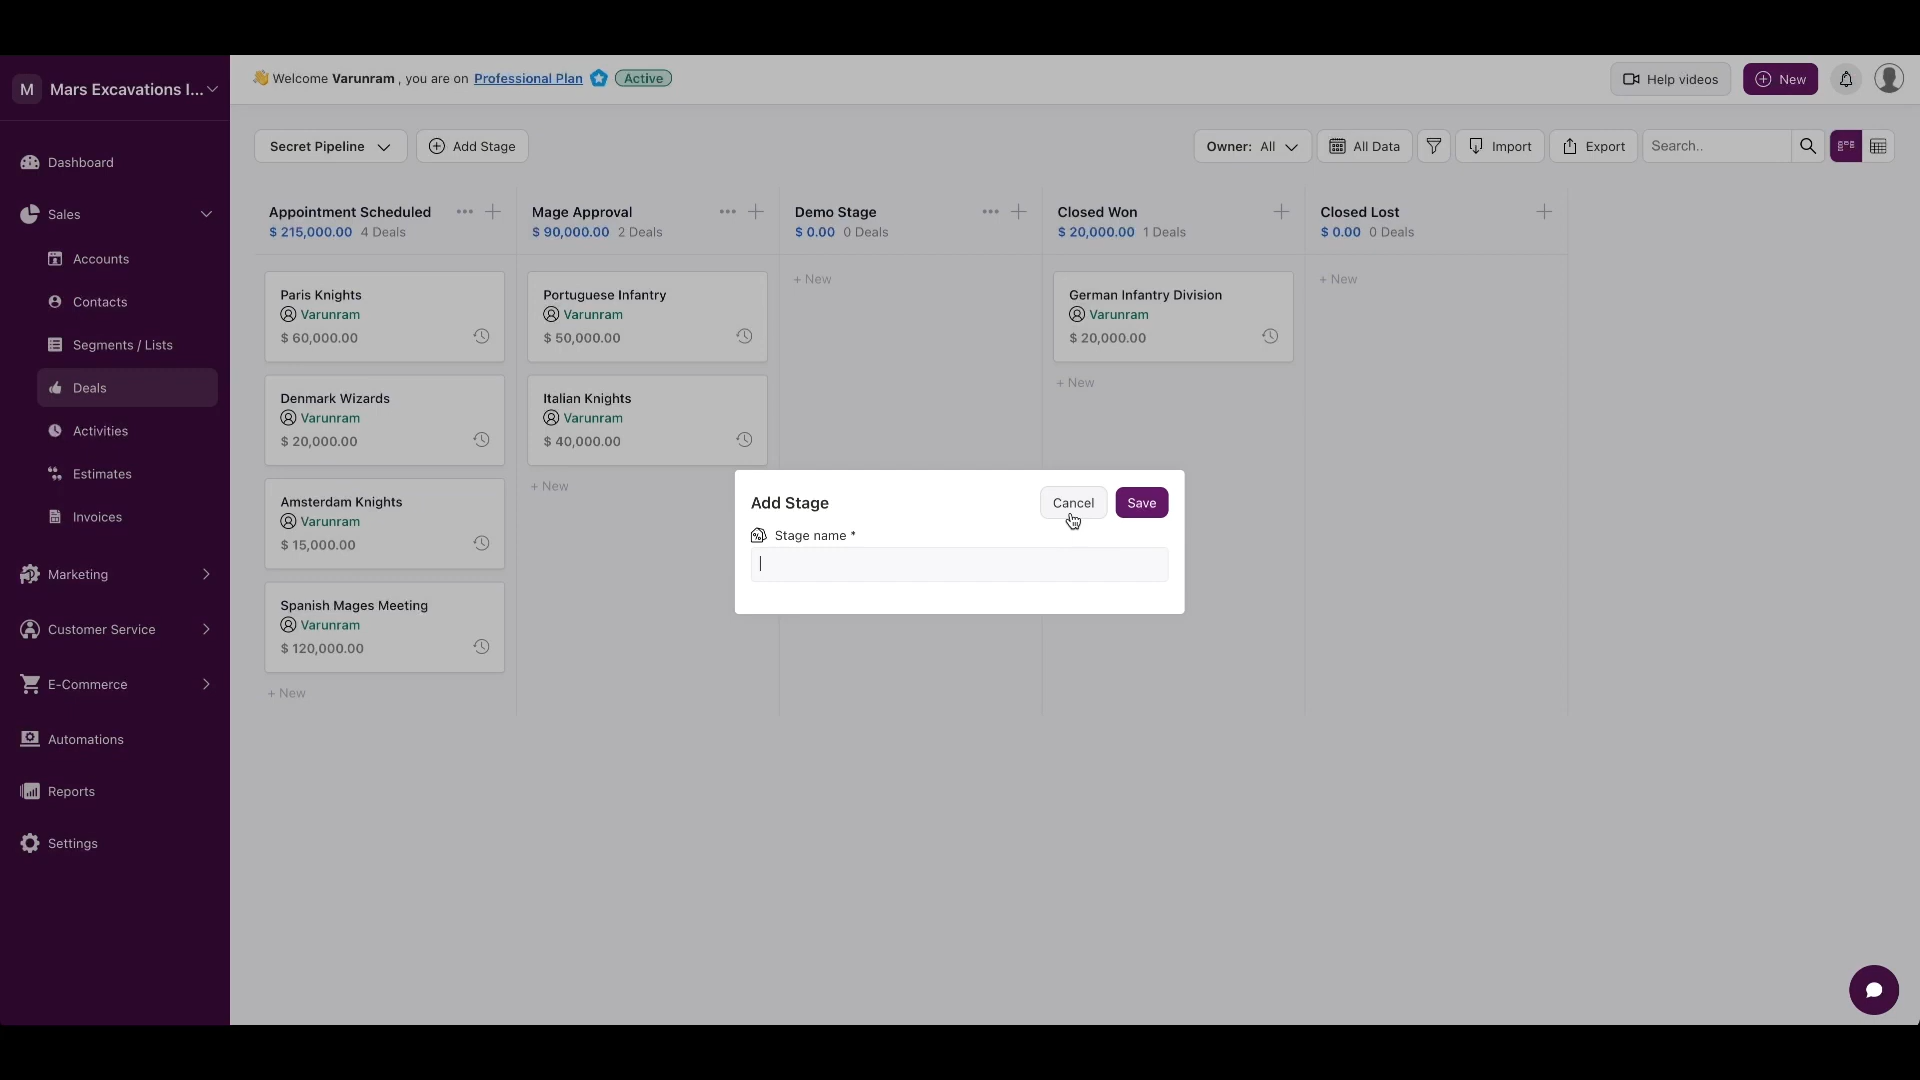 M Mars Excavations I...
👋 Welcome Varunram , you are on Professional Plan Active
Help videos
New
Dashboard
Sales
Accounts
Contacts
Segments / Lists
Deals
Activities
Estimates
Invoices
Marketing
Customer Service
E-Commerce
Automations
Reports
Settings
Secret Pipeline
Add Stage
Owner: All
All Data
Import
Export
Search..
Appointment Scheduled
$ 215,000.00 4 Deals
Paris Knights
Varunram
$ 60,000.00
Denmark Wizards
Varunram
$ 20,000.00
Amsterdam Knights
Varunram
$ 15,000.00
Spanish Mages Meeting
Varunram
$ 120,000.00
+ New
Mage Approval
$ 90,000.00 2 Deals
Portuguese Infantry
Varunram
$ 50,000.00
Italian Knights
Varunram
$ 40,000.00
+ New
Demo Stage
$ 0.00 0 Deals
+ New
Closed Won
$ 20,000.00 1 Deals
German Infantry Division
Varunram
$ 20,000.00
+ New
Closed Lost
$ 0.00 0 Deals
+ New
Add Stage
Cancel
Save
Stage name *